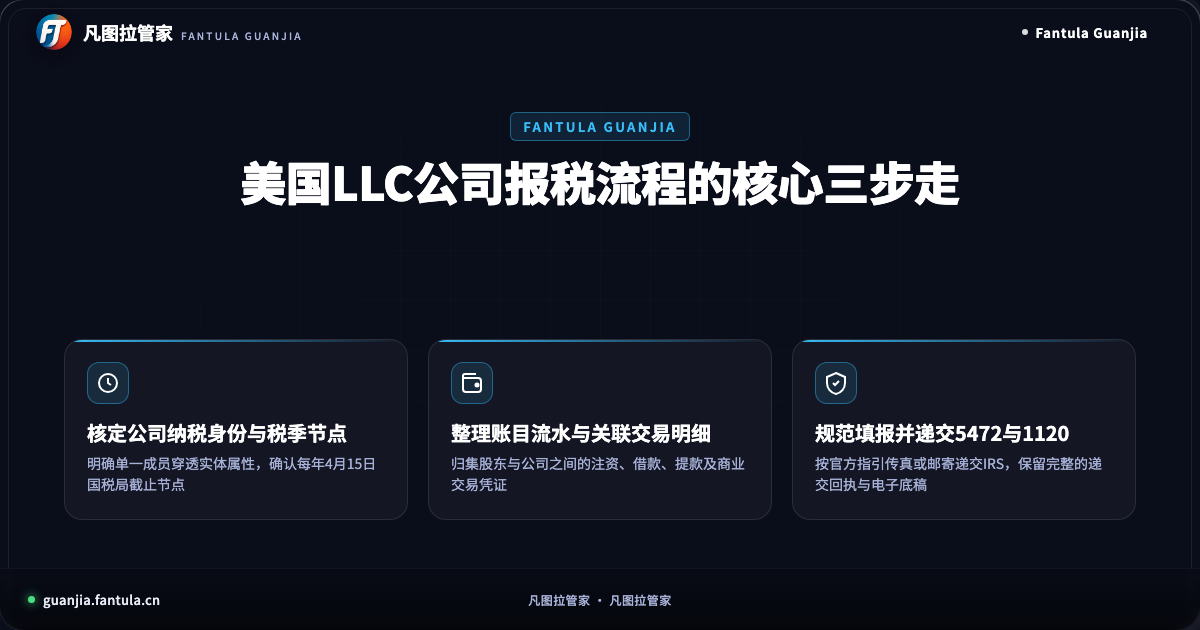 FT
凡图拉管家 FANTULA GUANJIA
Fantula Guanjia
FANTULA GUANJIA
美国LLC公司报税流程的核心三步走
核定公司纳税身份与税季节点
明确单一成员穿透实体属性，确认每年4月15日
国税局截止节点
整理账目流水与关联交易明细
归集股东与公司之间的注资、借款、提款及商业
交易凭证
规范填报并递交5472与1120
按官方指引传真或邮寄递交IRS，保留完整的递
交回执与电子底稿
guanjia.fantula.cn
凡图拉管家 • 凡图拉管家